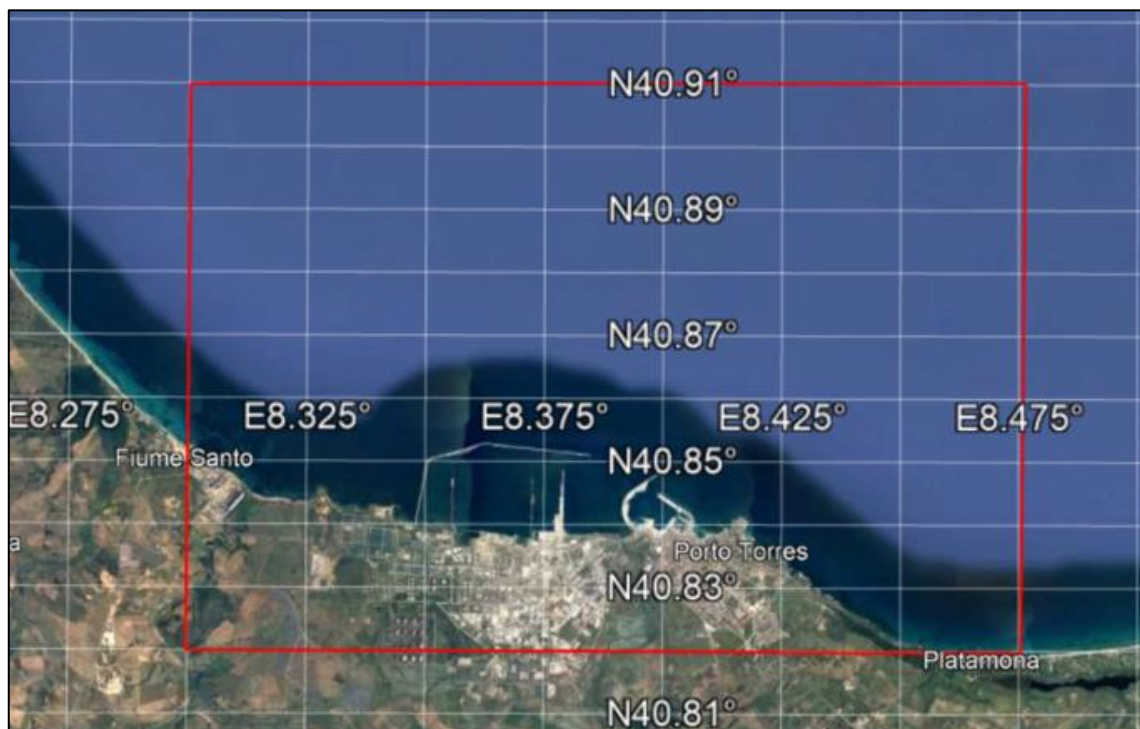 N40.91°
N40.89°
N40.87°
E8.275° E8.325° E8.375° E8.425° E8.475°
Fiume Santo
N40.85°
a
Porto Torres
N40.83°
Platamona
N40.81°